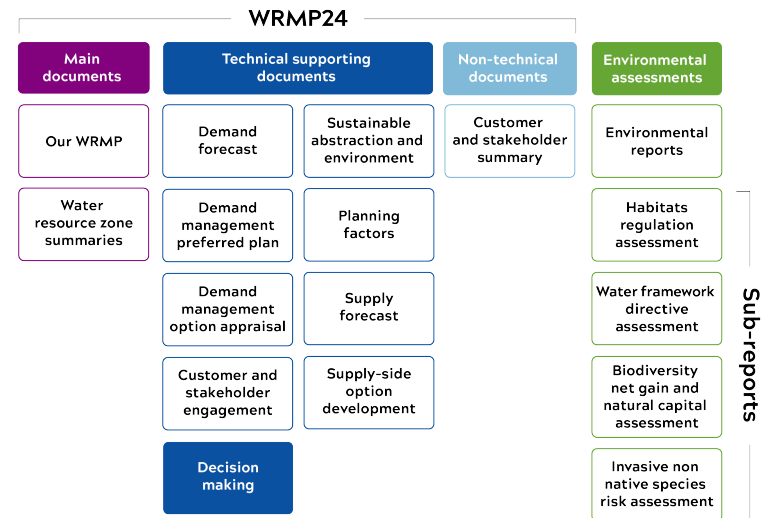 WRMP24
Main
documents
Technical supporting
documents
Non-technical
documents
Environmental
assessments
Our WRMP
Demand
forecast
Sustainable
abstraction and
environment
Customer
and stakeholder
summary
Environmental
reports
Water
resource zone
summaries
Demand
management
preferred plan
Planning
factors
Habitats
regulation
assessment
Demand
management
option appraisal
Supply
forecast
Water framework
directive
assessment
Customer and
stakeholder
engagement
Supply-side
option
development
Biodiversity
net gain and
natural capital
assessment
Decision
making
Invasive non
native species
risk assessment
Sub-reports